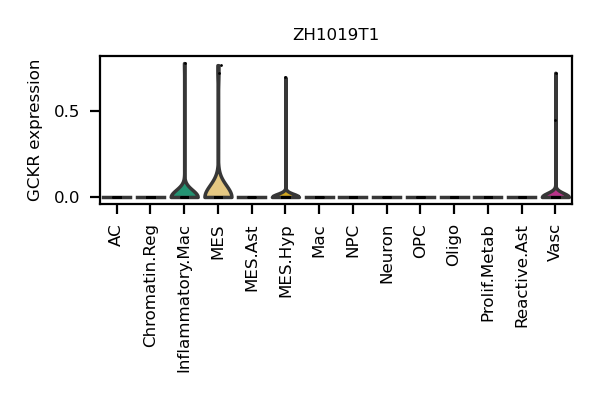 ZH1019T1
GCKR expression
0.5
0.0
AC
Chromatin.Reg
Inflammatory.Mac
MES
MES.Ast
MES.Hyp
Mac
NPC
Neuron
OPC
Oligo
Prolif.Metab
Reactive.Ast
Vasc